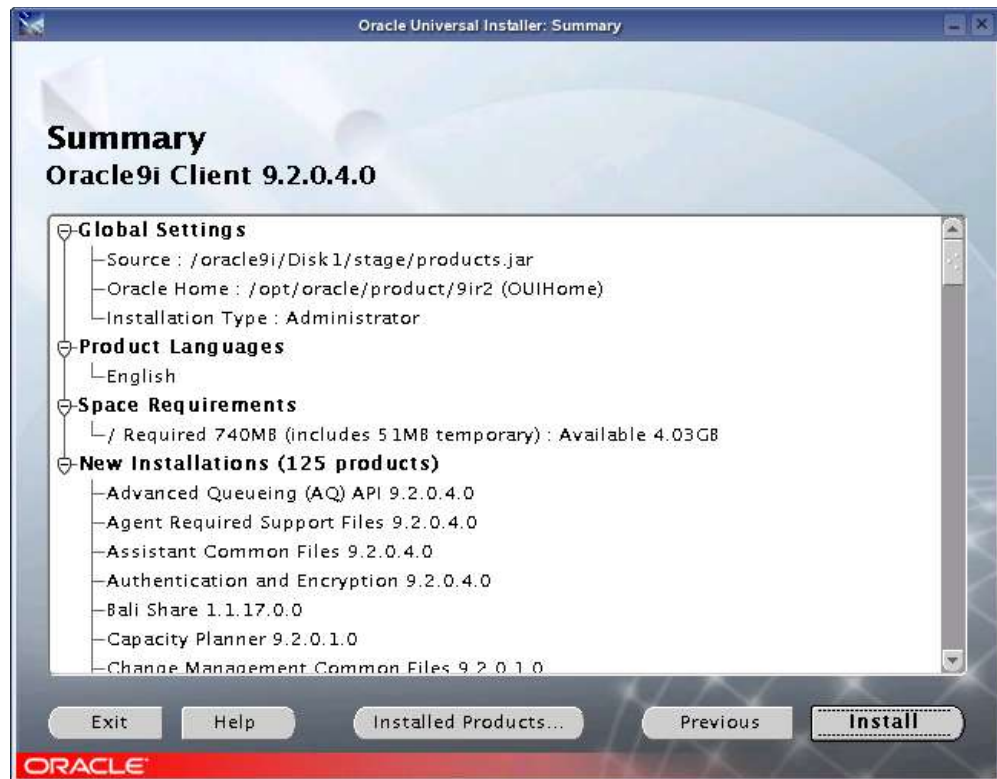 Oracle Universal Installer: Summary
Summary
Oracle9i Client 9.2.0.4.0
Global Settings
Source : /oracle9i/Disk1/stage/products.jar
Oracle Home : /opt/oracle/product/9ir2 (OUIHome)
Installation Type : Administrator
Product Languages
English
Space Requirements
/ Required 740MB (includes 51MB temporary) : Available 4.03GB
New Installations (125 products)
Advanced Queueing (AQ) API 9.2.0.4.0
Agent Required Support Files 9.2.0.4.0
Assistant Common Files 9.2.0.4.0
Authentication and Encryption 9.2.0.4.0
Bali Share 1.1.17.0.0
Capacity Planner 9.2.0.1.0
Change Management Common Files 9.2.0.1.0
Exit Help Installed Products... Previous Install
ORACLE